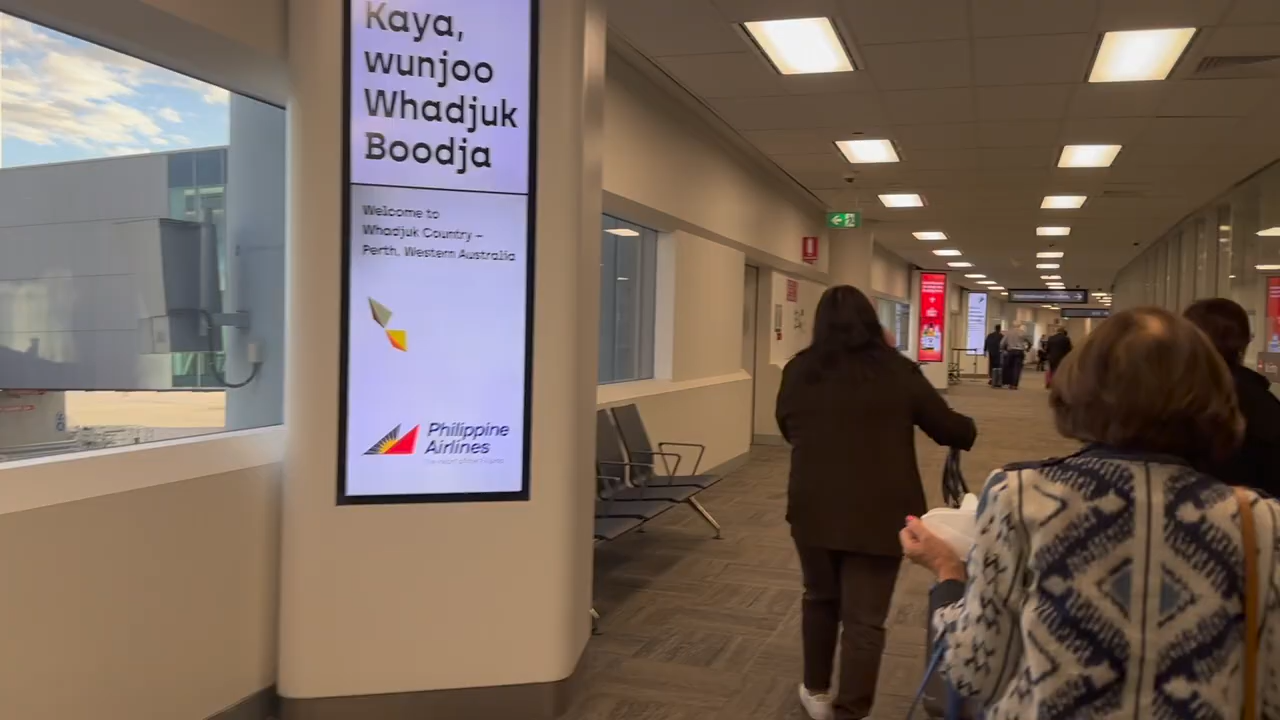 Kaya,
wunjoo
Whadjuk
Boodja
Welcome to
Whadjuk Country –
Perth, Western Australia
Philippine
Airlines